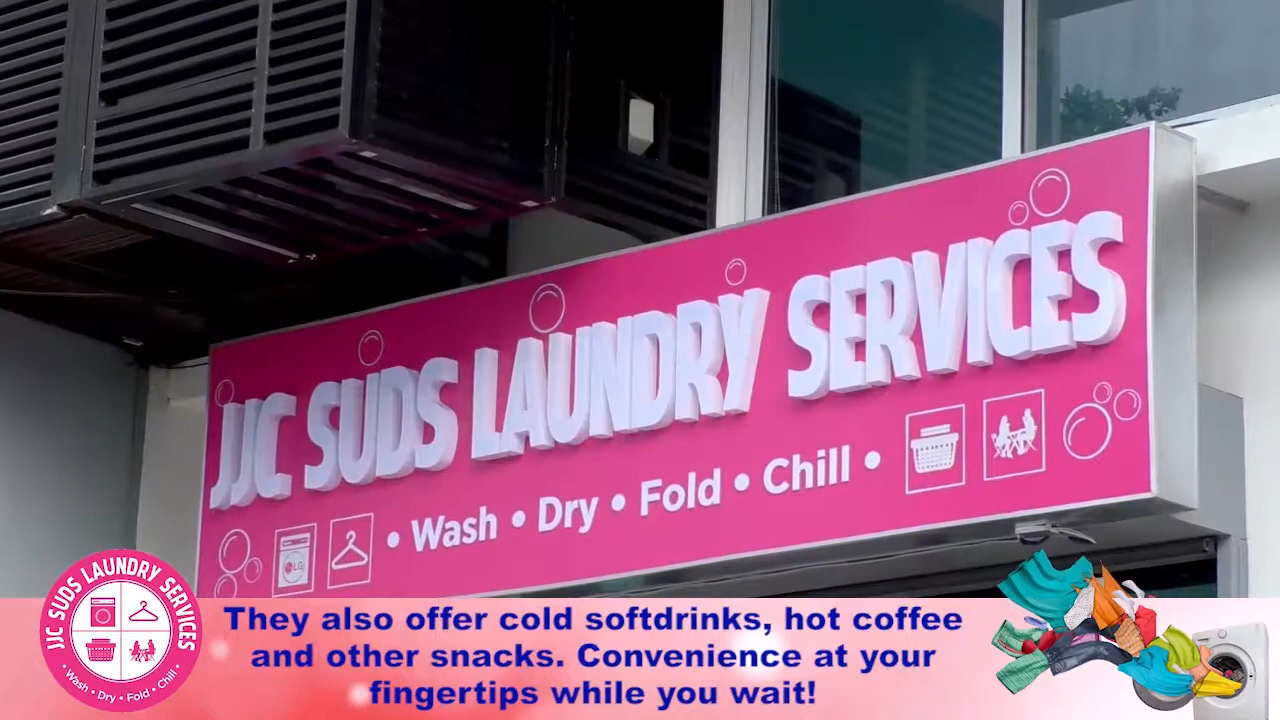 JJC SUDS LAUNDRY SERVICES
• Wash • Dry • Fold • Chill •
LG
JJC SUDS LAUNDRY SERVICES
• Wash • Dry • Fold • Chill •
They also offer cold softdrinks, hot coffee
and other snacks. Convenience at your
fingertips while you wait!